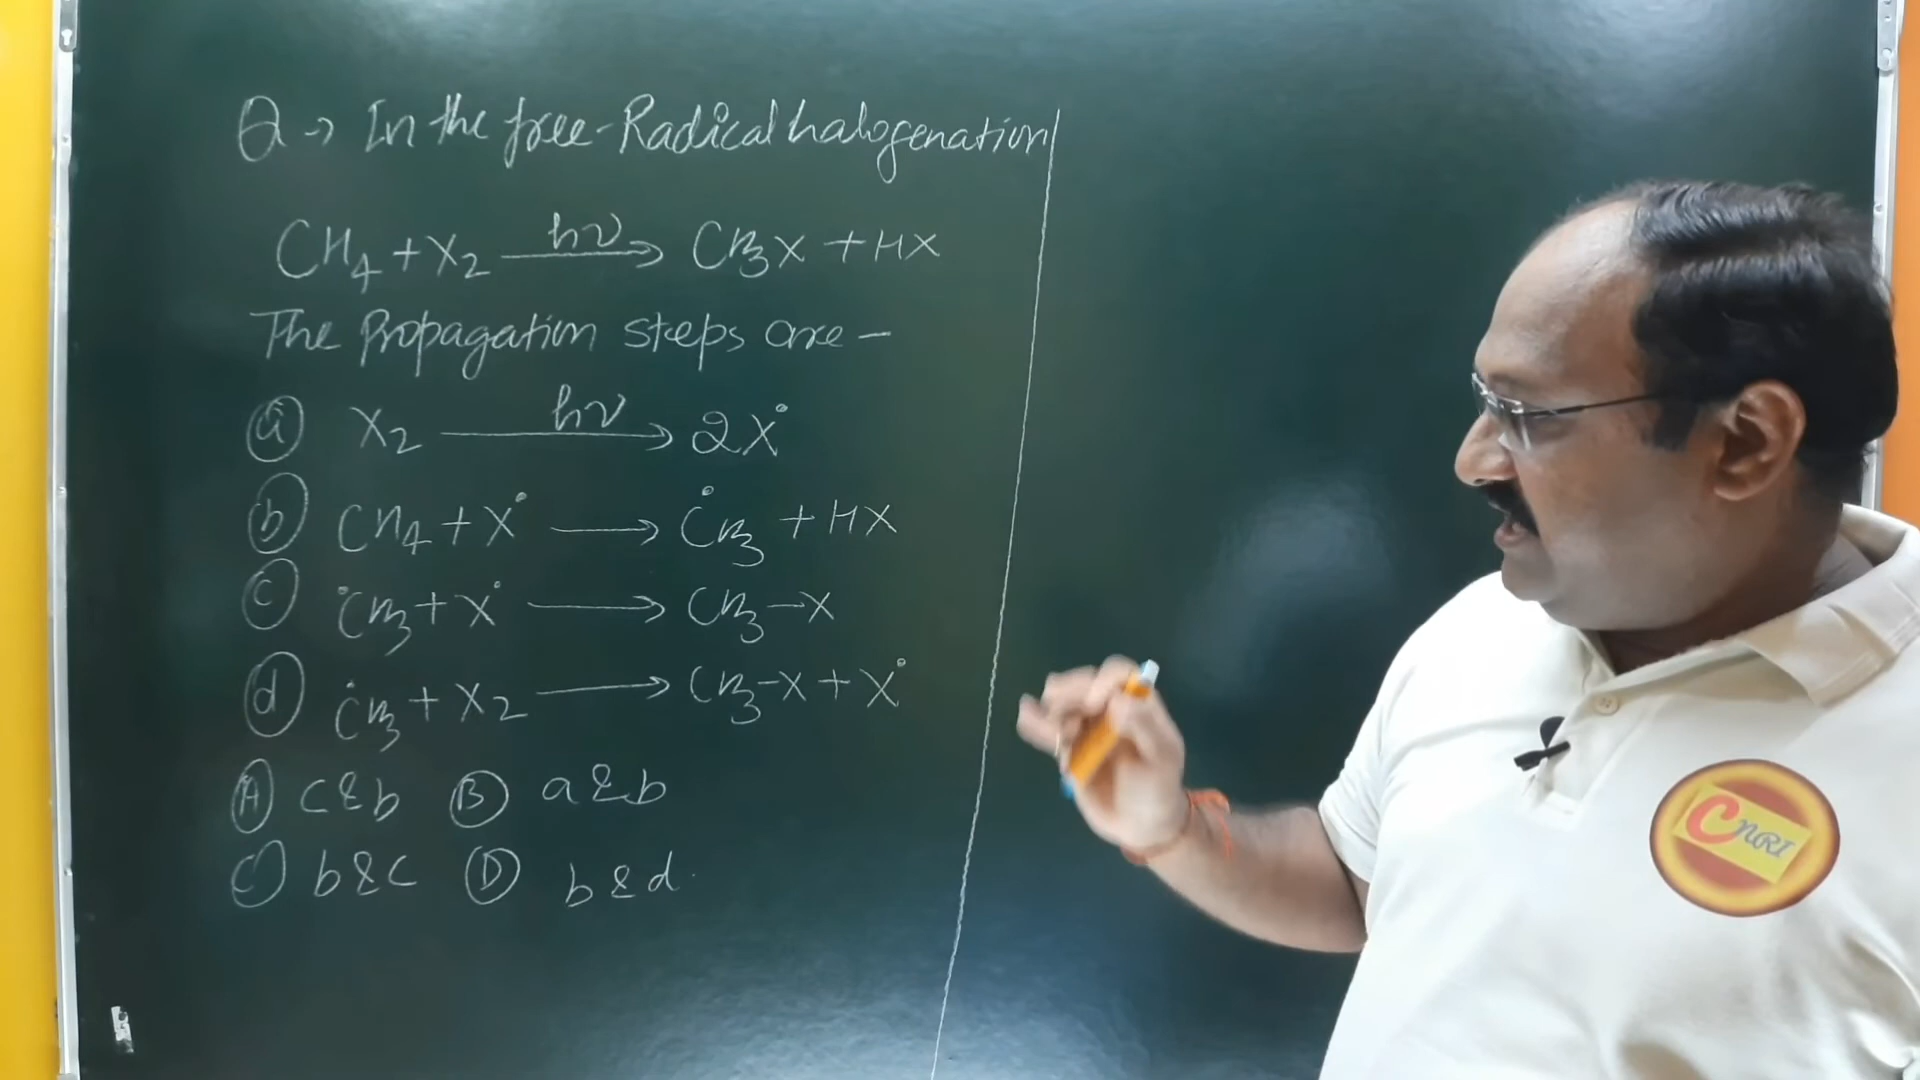 Q → In the free-Radical halogenation
CH₄ + X₂ —hν→ CH₃X + HX
The Propagation steps are –
ⓐ X₂ —hν→ 2X•
ⓑ CH₄ + X• ⟶ •CH₃ + HX
ⓒ •CH₃ + X• ⟶ CH₃–X
ⓓ •CH₃ + X₂ ⟶ CH₃–X + X•
Ⓐ c & b Ⓑ a & b
Ⓒ b & c Ⓓ b & d.
CNURI